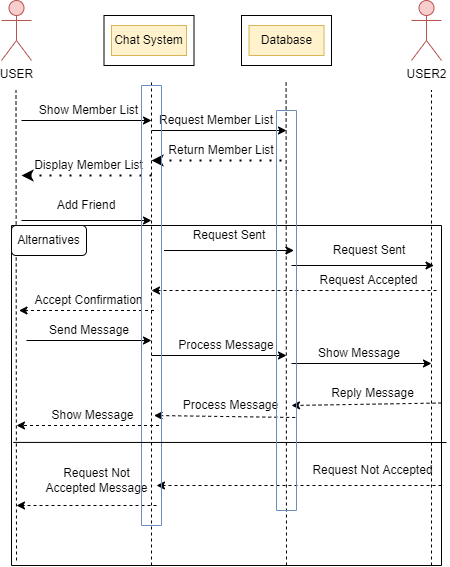 Chat System
Database
USER
USER2
Show Member List
Request Member List
Return Member List
Display Member List
Add Friend
Alternatives
Request Sent
Request Sent
Request Accepted
Accept Confirmation
Send Message
Process Message
Show Message
Reply Message
Process Message
Show Message
Request Not Accepted
Request Not
Accepted Message